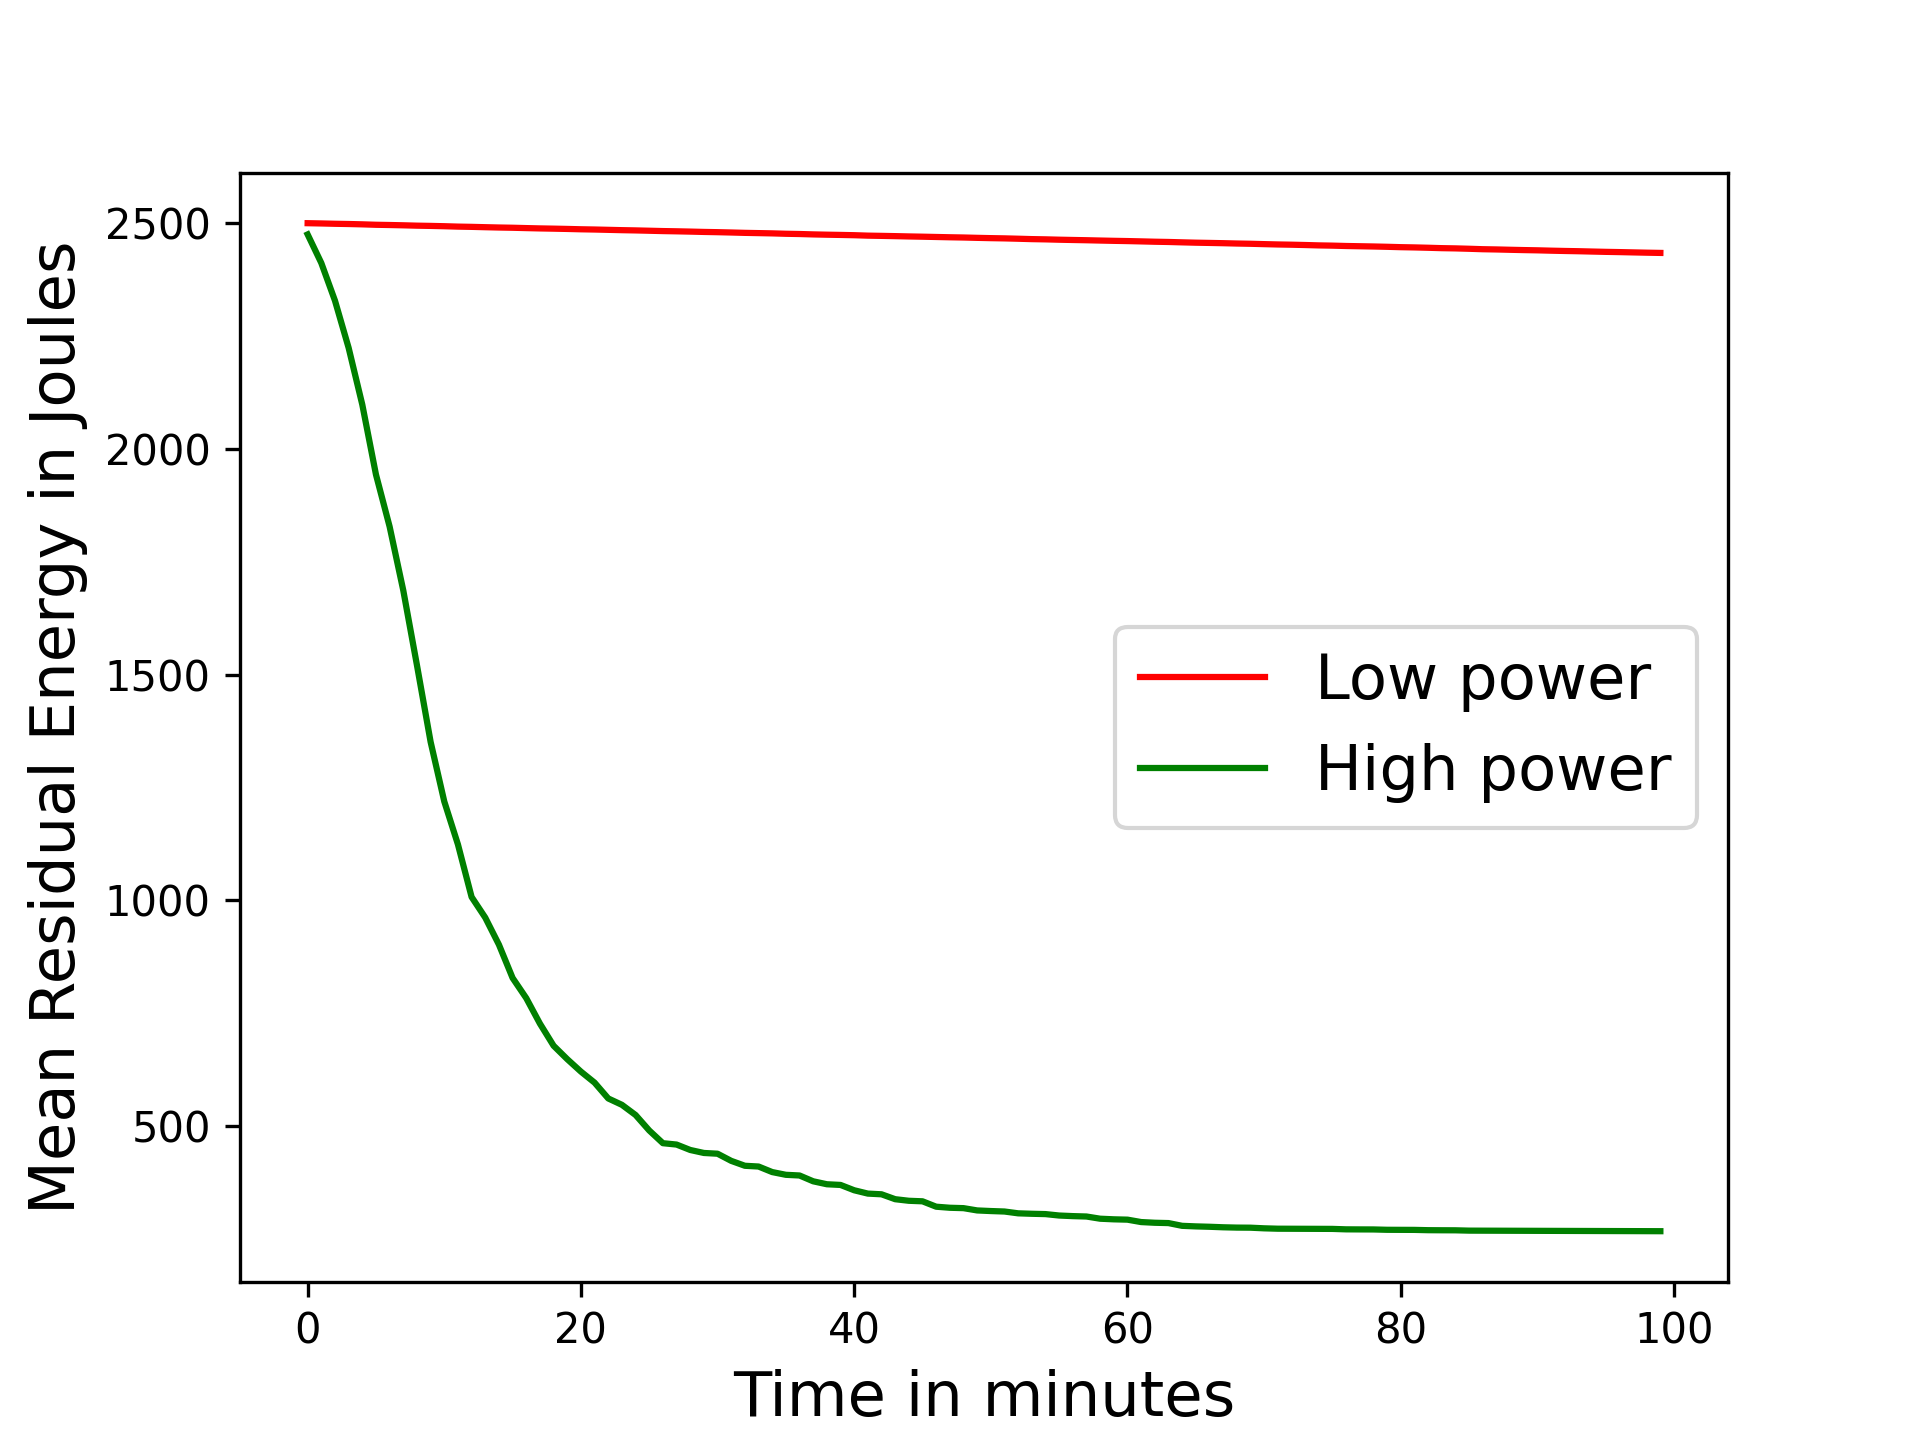 2500
2000
1500
1000
500
Mean Residual Energy in Joules
Low power
High power
0 20 40 60 80 100
Time in minutes